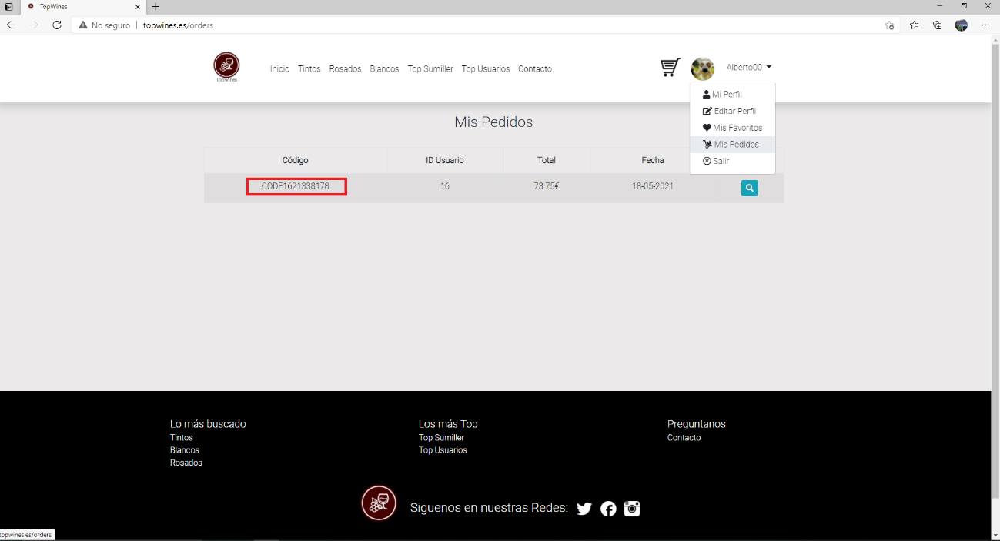 TopWines
No seguro | topwines.es/orders
TopWines
Inicio Tintos Rosados Blancos Top Sumiller Top Usuarios Contacto
Alberto00
Mi Perfil
Editar Perfil
Mis Favoritos
Mis Pedidos
Salir
Mis Pedidos
Código ID Usuario Total Fecha
CODE1621338178 16 73.75€ 18-05-2021
Lo más buscado
Tintos
Blancos
Rosados
Los más Top
Top Sumiller
Top Usuarios
Preguntanos
Contacto
Siguenos en nuestras Redes:
topwines.es/orders